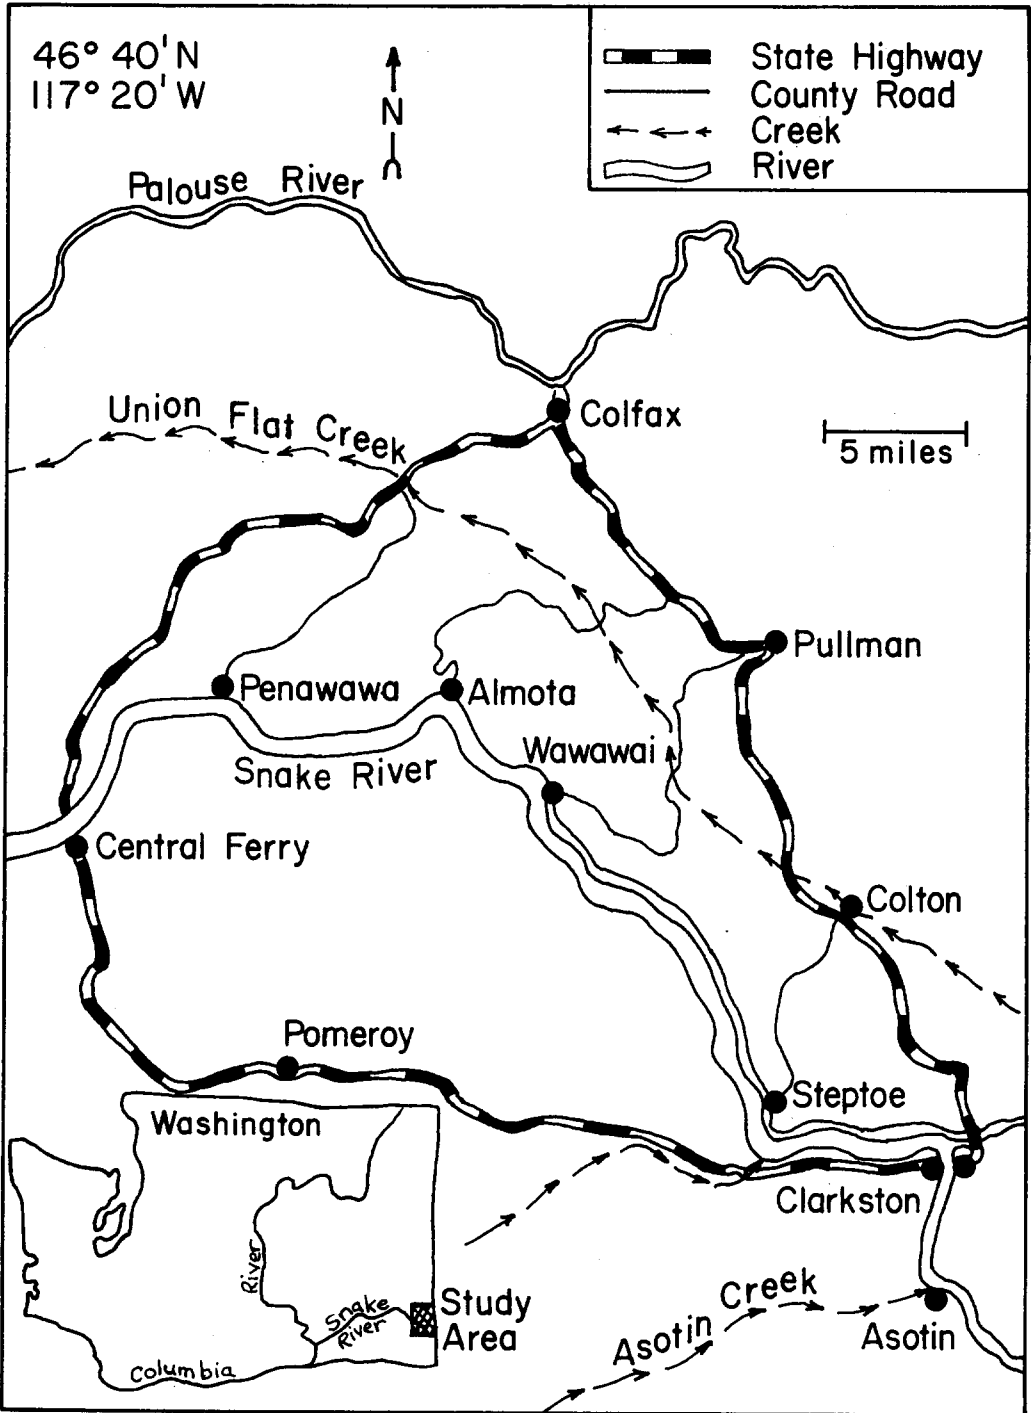 46° 40' N
117° 20' W
N
State Highway
County Road
Creek
River
Palouse River
Union Flat Creek
Colfax
5 miles
Pullman
Penawawa
Almota
Wawawai
Snake River
Central Ferry
Colton
Pomeroy
Steptoe
Washington
Clarkston
River
Snake
River
Study
Area
Columbia
Asotin Creek
Asotin